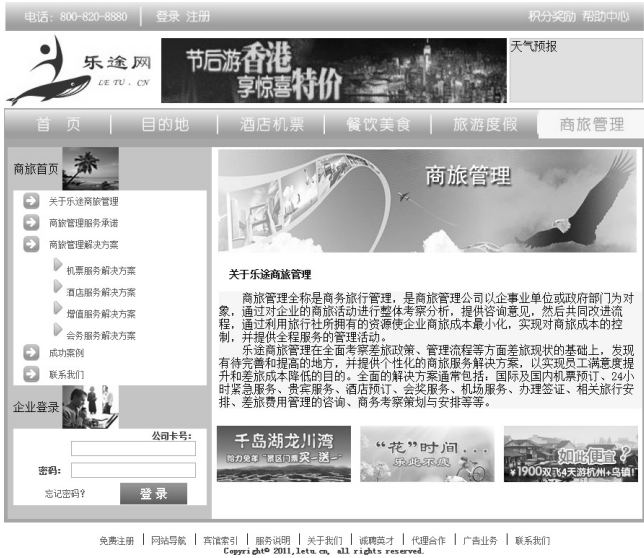 电话: 800-820-8880 登录 注册 积分奖励 帮助中心
乐途网
LE TU . CN
节后游香港
享惊喜特价
天气预报
首 页 目的地 酒店机票 餐饮美食 旅游度假 商旅管理
商旅首页
关于乐途商旅管理
商旅管理服务承诺
商旅管理解决方案
机票服务解决方案
酒店服务解决方案
增值服务解决方案
会务服务解决方案
成功案例
联系我们
企业登录
公司卡号:
密码:
忘记密码? 登 录
商旅管理
关于乐途商旅管理
商旅管理全称是商务旅行管理，是商旅管理公司以企事业单位或政府部门为对
象，通过对企业的商旅活动进行整体考察分析，提供咨询意见，然后共同改进流
程，通过利用旅行社所拥有的资源使企业商旅成本最小化，实现对商旅成本的控
制，并提供全程服务的管理活动。
乐途商旅管理在全面考察差旅政策、管理流程等方面差旅现状的基础上，发现
有待完善和提高的地方，并提供个性化的商旅服务解决方案，以实现员工满意度提
升和差旅成本降低的目的。全面的解决方案通常包括：国际及国内机票预订、24小
时紧急服务、贵宾服务、酒店预订、会奖服务、机场服务、办理签证、相关旅行安
排、差旅费用管理的咨询、商务考察策划与安排等等。
千岛湖龙川湾
给力兔年 景区门票买一送一
“花”时间...
乐此不疲
如此便宜？
¥1900双飞4天游杭州+乌镇!
免费注册 网站导航 宾馆索引 服务说明 关于我们 诚聘英才 代理合作 广告业务 联系我们
Copyright© 2011,letu.cn, all rights reserved.